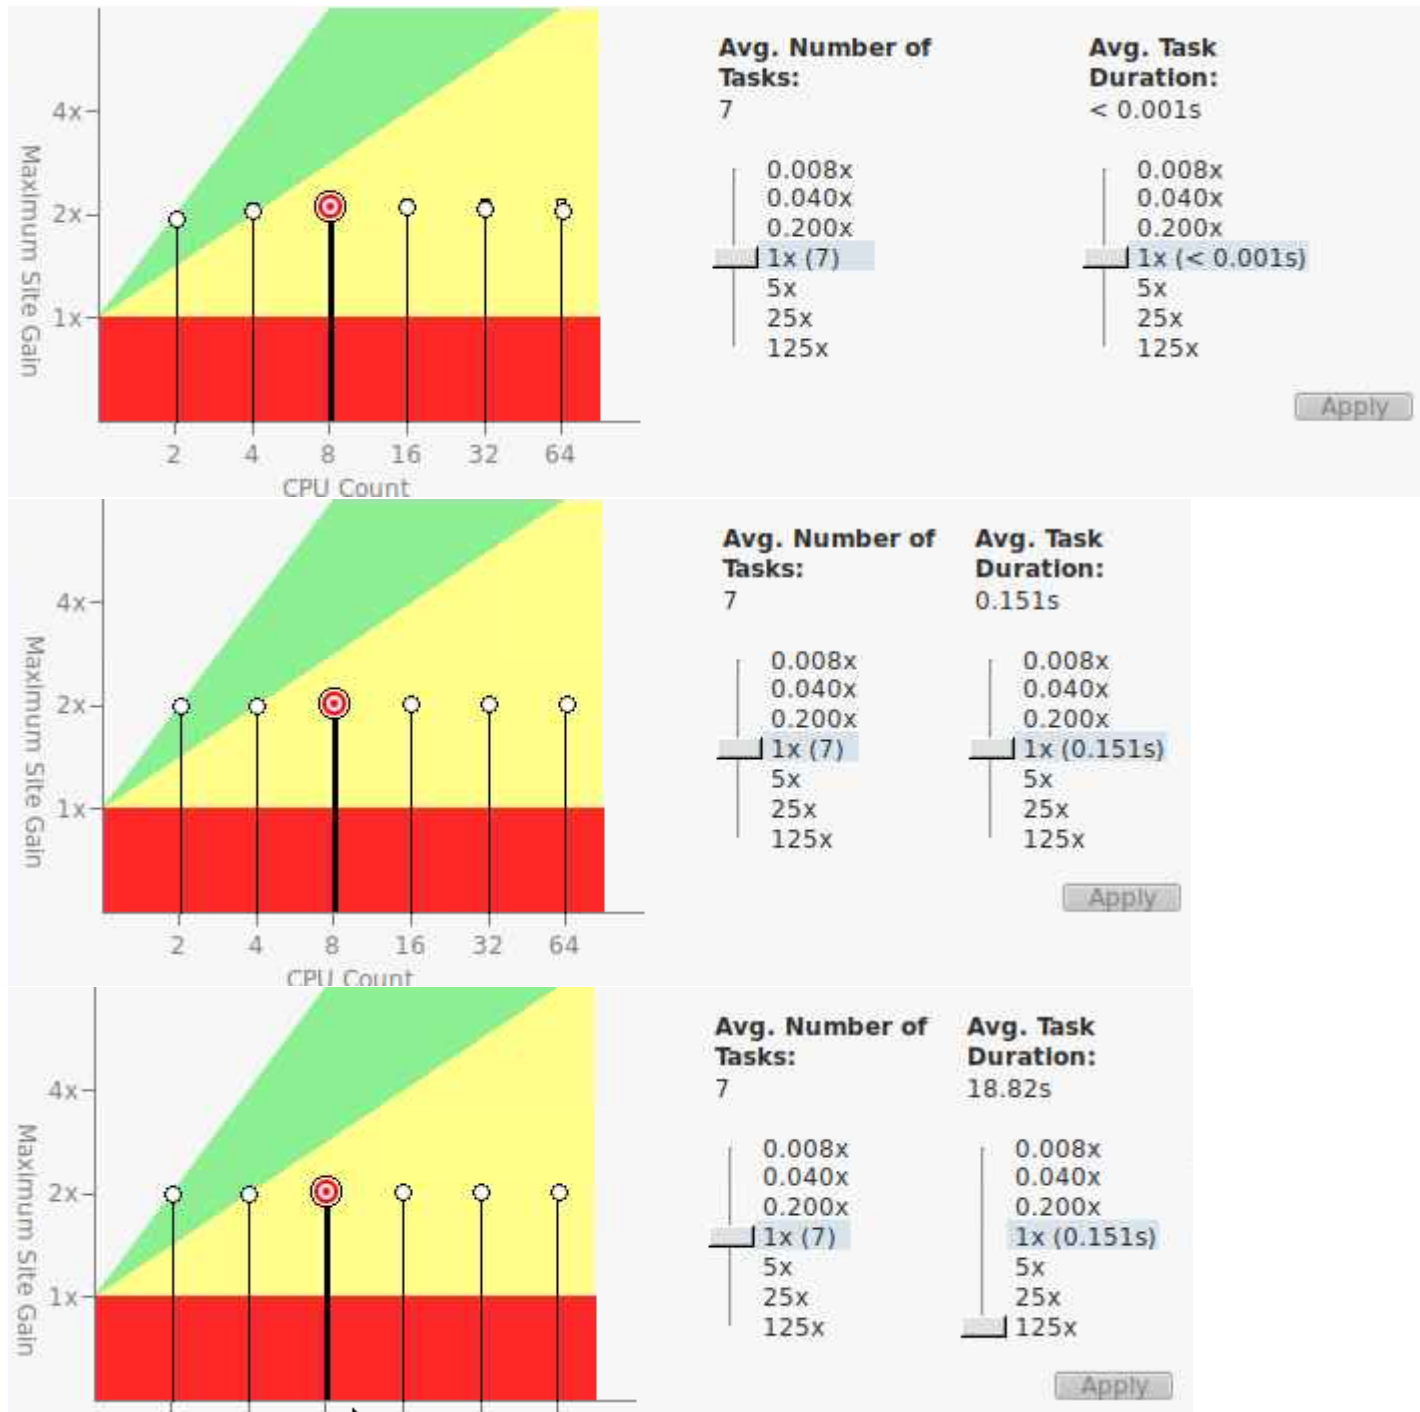 Avg. Number of Tasks:
7
Avg. Task Duration:
< 0.001s
Maximum Site Gain
4x
2x
1x
2 4 8 16 32 64
CPU Count
0.008x
0.040x
0.200x
1x (7)
5x
25x
125x
0.008x
0.040x
0.200x
1x (< 0.001s)
5x
25x
125x
Apply
Avg. Number of Tasks:
7
Avg. Task Duration:
0.151s
Maximum Site Gain
4x
2x
1x
2 4 8 16 32 64
CPU Count
0.008x
0.040x
0.200x
1x (7)
5x
25x
125x
0.008x
0.040x
0.200x
1x (0.151s)
5x
25x
125x
Apply
Avg. Number of Tasks:
7
Avg. Task Duration:
18.82s
Maximum Site Gain
4x
2x
1x
0.008x
0.040x
0.200x
1x (7)
5x
25x
125x
0.008x
0.040x
0.200x
1x (0.151s)
5x
25x
125x
Apply